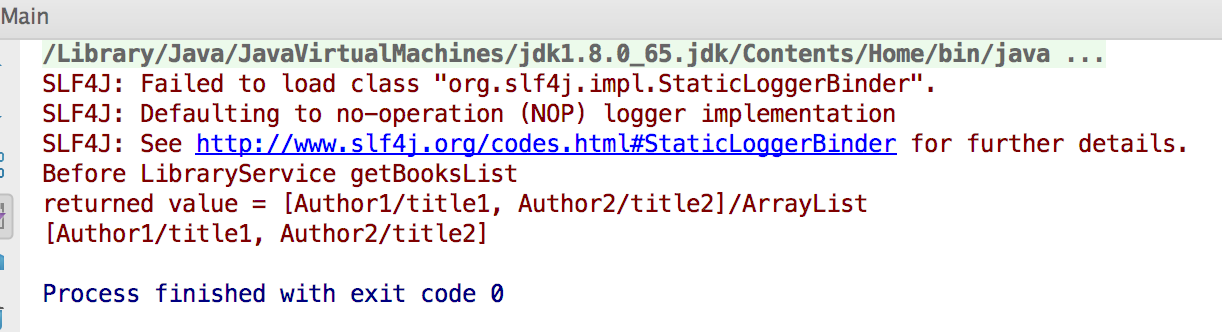 Main
/Library/Java/JavaVirtualMachines/jdk1.8.0_65.jdk/Contents/Home/bin/java ...
SLF4J: Failed to load class "org.slf4j.impl.StaticLoggerBinder".
SLF4J: Defaulting to no-operation (NOP) logger implementation
SLF4J: See http://www.slf4j.org/codes.html#StaticLoggerBinder for further details.
Before LibraryService getBooksList
returned value = [Author1/title1, Author2/title2]/ArrayList
[Author1/title1, Author2/title2]
Process finished with exit code 0